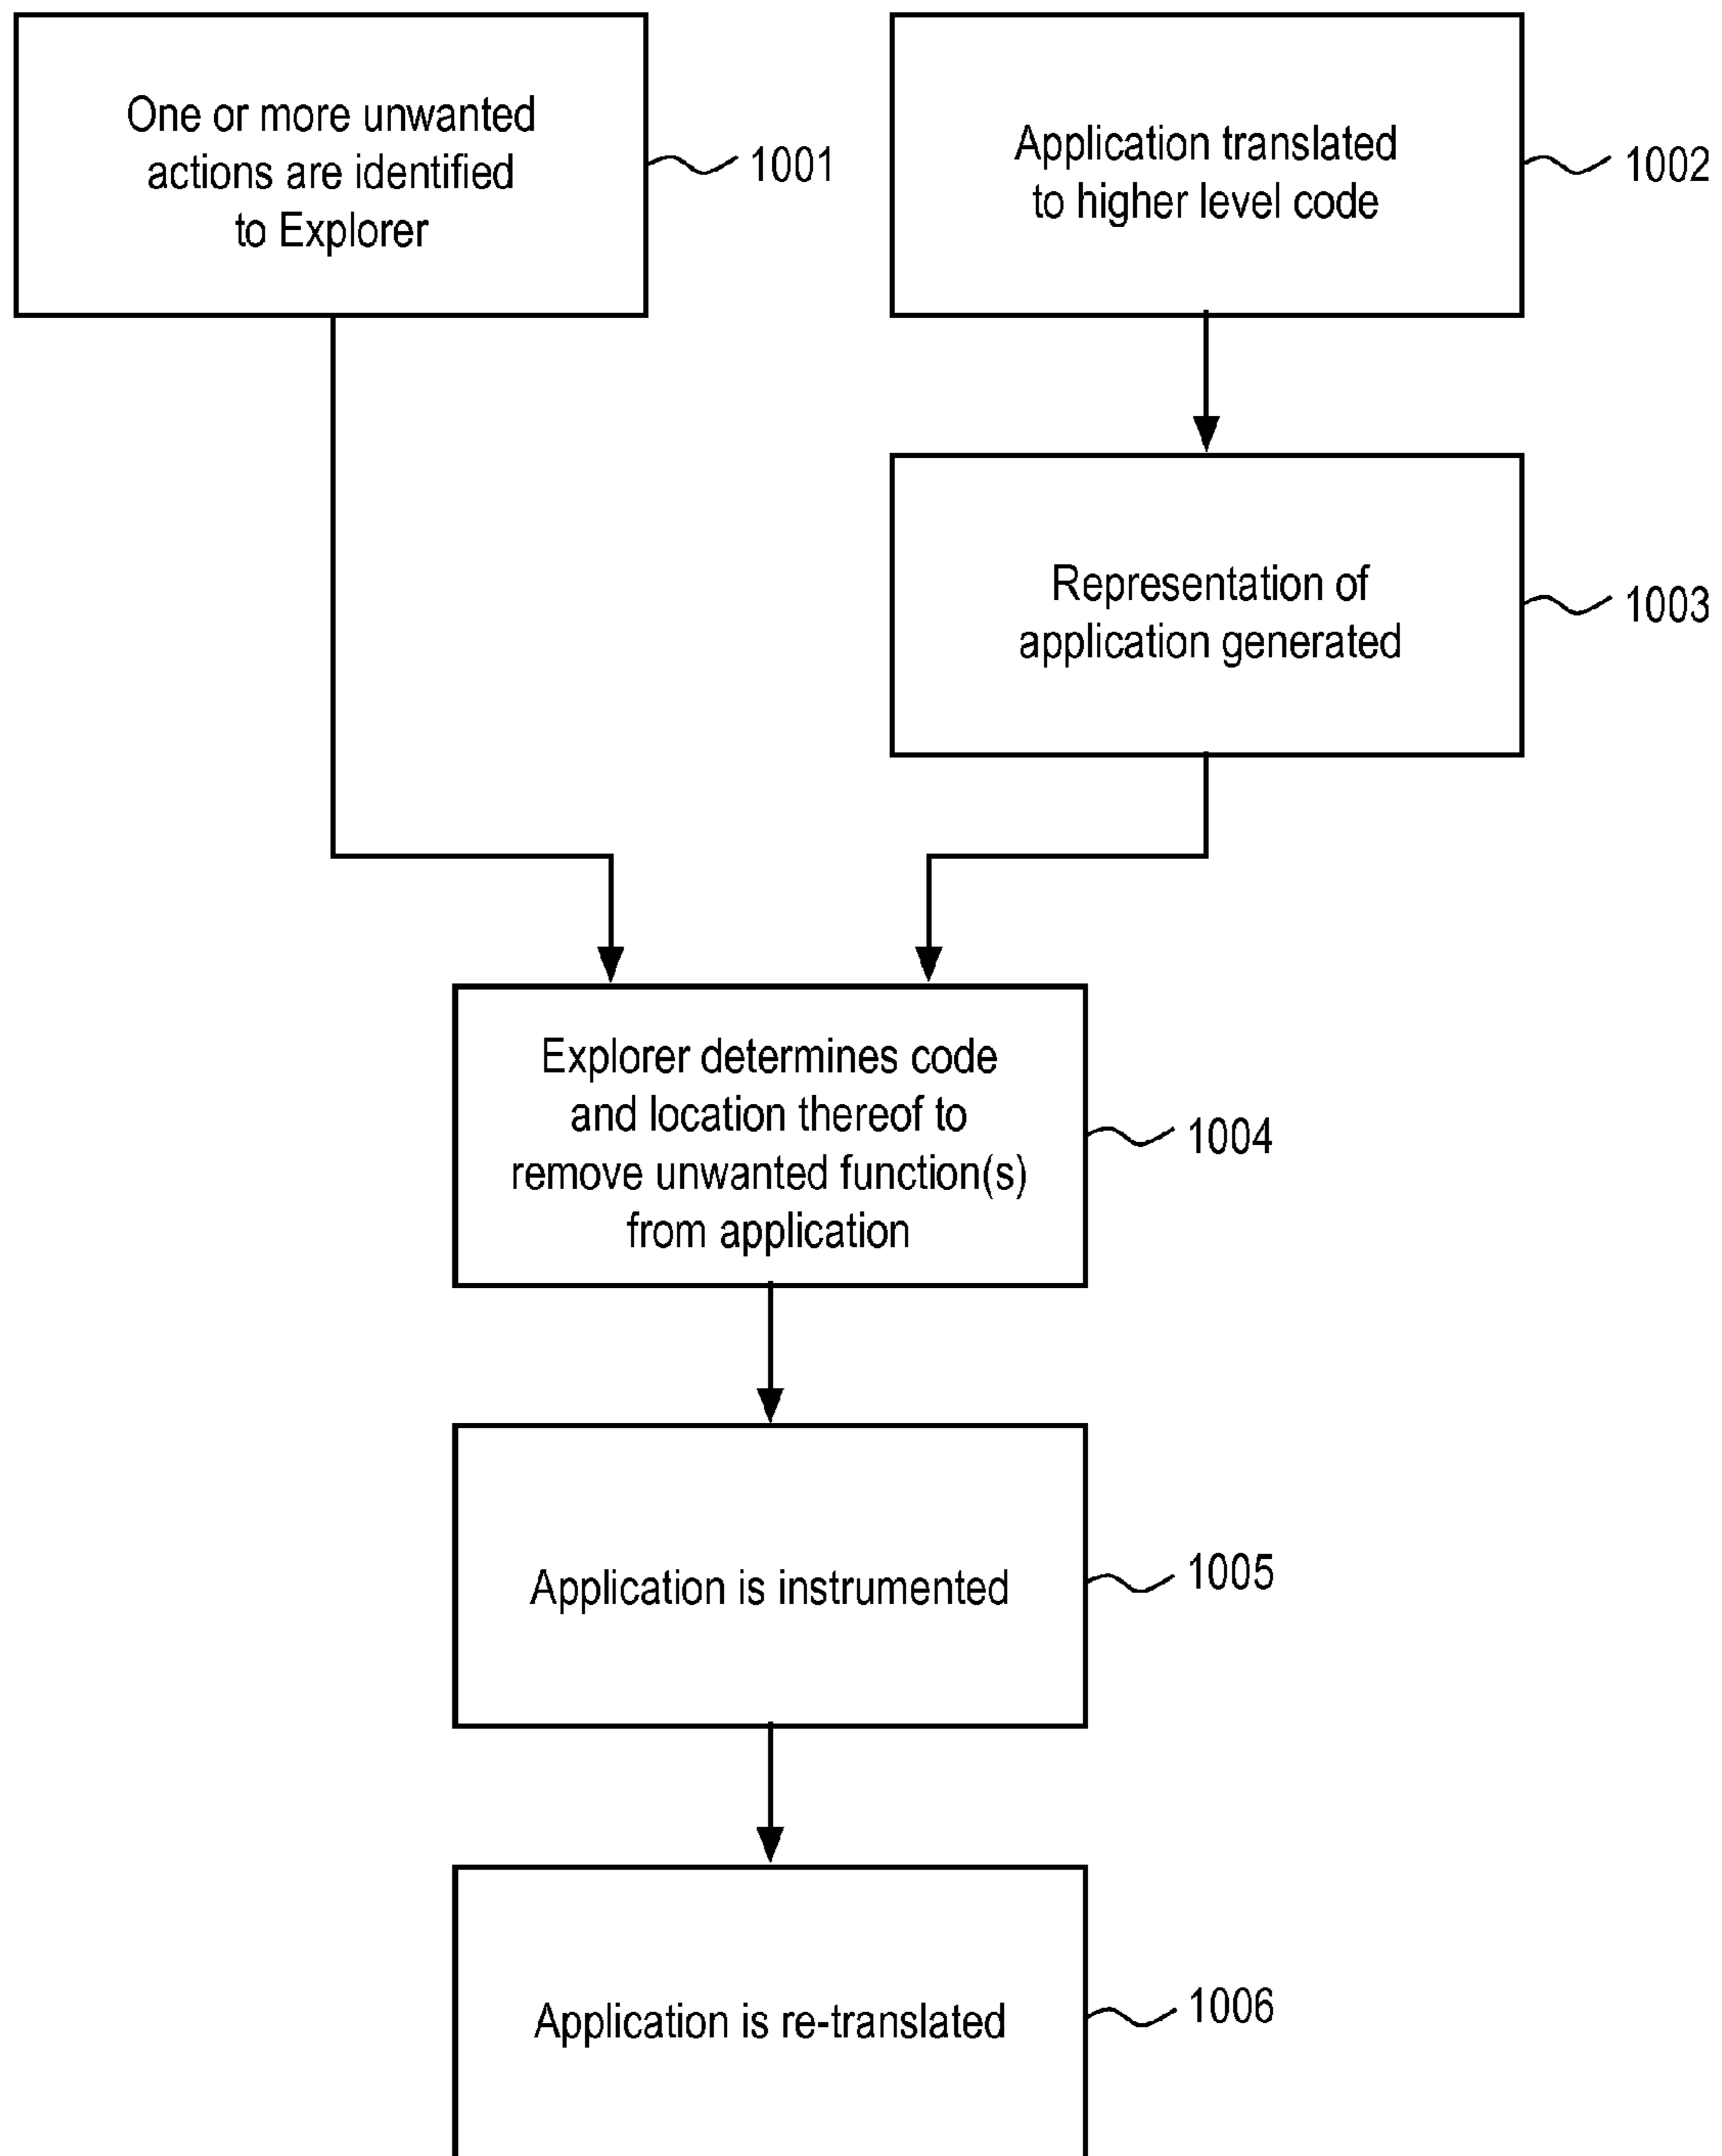 One or more unwanted
actions are identified
to Explorer
1001
Application translated
to higher level code
1002
Representation of
application generated
1003
Explorer determines code
and location thereof to
remove unwanted function(s)
from application
1004
Application is instrumented
1005
Application is re-translated
1006